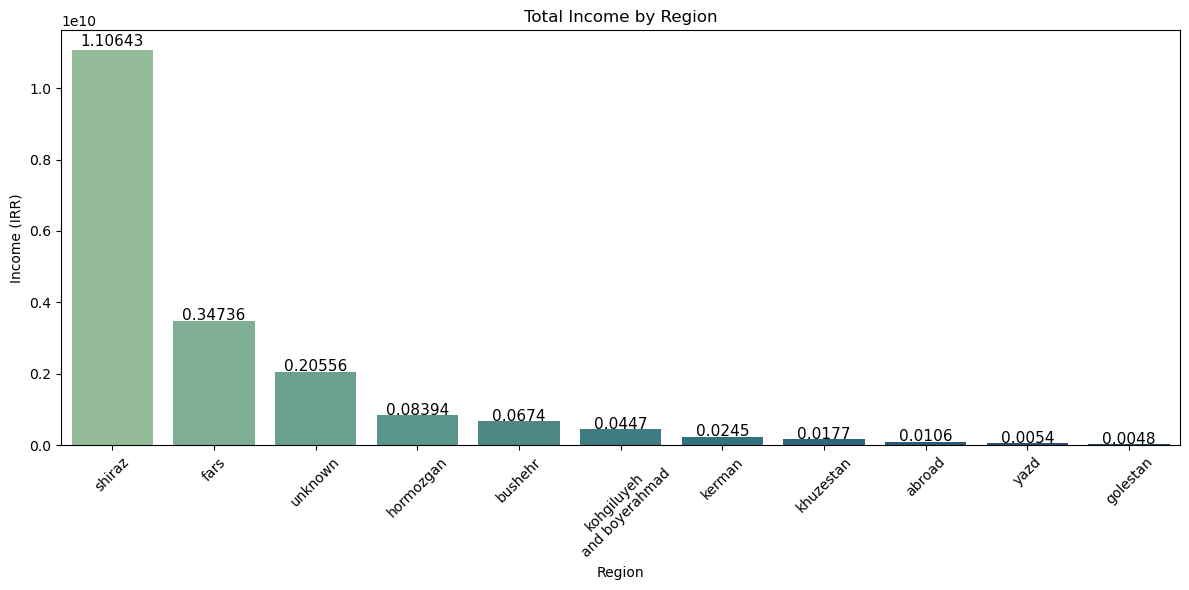 Total Income by Region
1e10
1.10643
0.34736
0.20556
0.08394
0.0674
0.0447
0.0245
0.0177
0.0106
0.0054
0.0048
1.0
0.8
0.6
0.4
0.2
0.0
Income (IRR)
shiraz
fars
unknown
hormozgan
bushehr
kohgiluyeh
and boyerahmad
kerman
khuzestan
abroad
yazd
golestan
Region